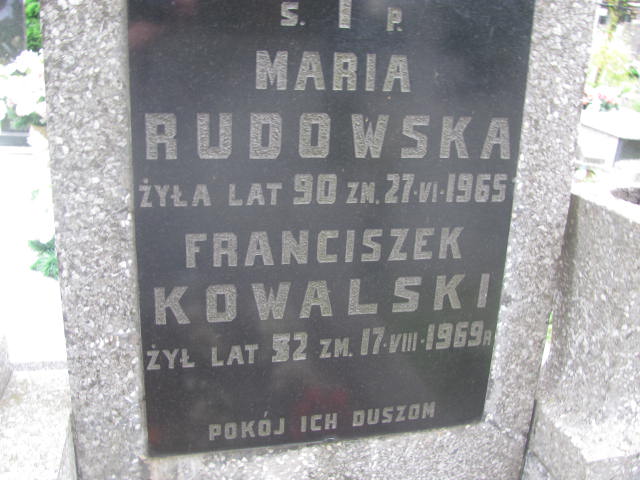 Ś. † P.
MARIA
RUDOWSKA
ŻYŁA LAT 90 ZM. 27·VI·1965
FRANCISZEK
KOWALSKI
ŻYŁ LAT 32 ZM. 17·VIII·1969R
POKÓJ ICH DUSZOM